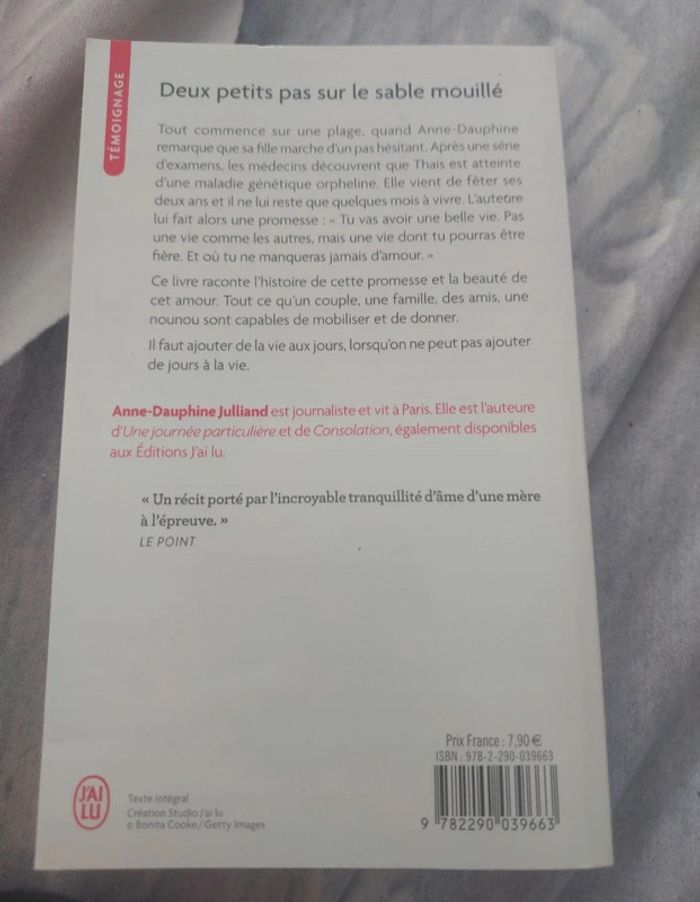 TÉMOIGNAGE
Deux petits pas sur le sable mouillé
Tout commence sur une plage, quand Anne-Dauphine
remarque que sa fille marche d'un pas hésitant. Après une série
d'examens, les médecins découvrent que Thaïs est atteinte
d'une maladie génétique orpheline. Elle vient de fêter ses
deux ans et il ne lui reste que quelques mois à vivre. L'auteure
lui fait alors une promesse : « Tu vas avoir une belle vie. Pas
une vie comme les autres, mais une vie dont tu pourras être
fière. Et où tu ne manqueras jamais d'amour. »
Ce livre raconte l'histoire de cette promesse et la beauté de
cet amour. Tout ce qu'un couple, une famille, des amis, une
nounou sont capables de mobiliser et de donner.
Il faut ajouter de la vie aux jours, lorsqu'on ne peut pas ajouter
de jours à la vie.
Anne-Dauphine Julliand est journaliste et vit à Paris. Elle est l'auteure
d'Une journée particulière et de Consolation, également disponibles
aux Éditions J'ai lu.
« Un récit porté par l'incroyable tranquillité d'âme d'une mère
à l'épreuve. »
LE POINT
Prix France : 7,90 €
ISBN : 978-2-290-039663
9 782290 039663
J'AI
LU
Texte intégral
Création Studio J'ai lu
© Bonita Cooke / Getty Images